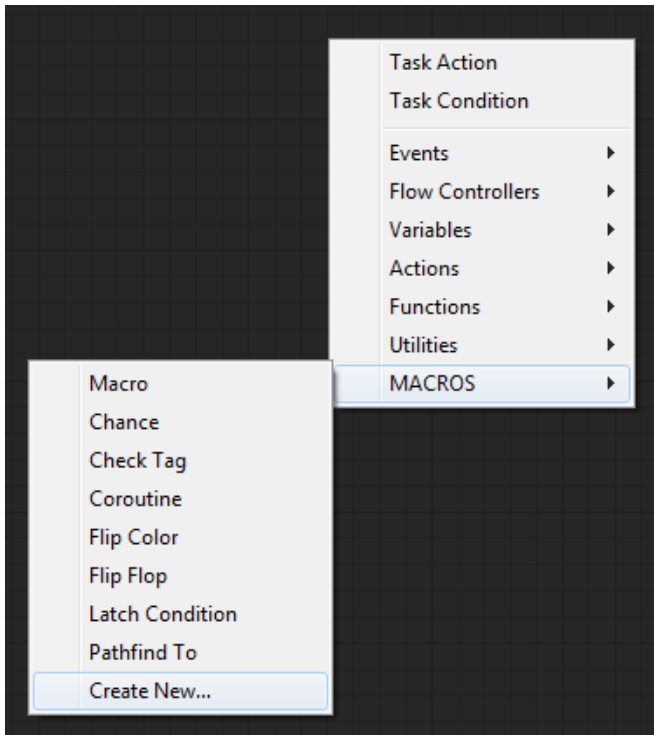 Task Action
Task Condition
Events
Flow Controllers
Variables
Actions
Functions
Utilities
MACROS
Macro
Chance
Check Tag
Coroutine
Flip Color
Flip Flop
Latch Condition
Pathfind To
Create New...